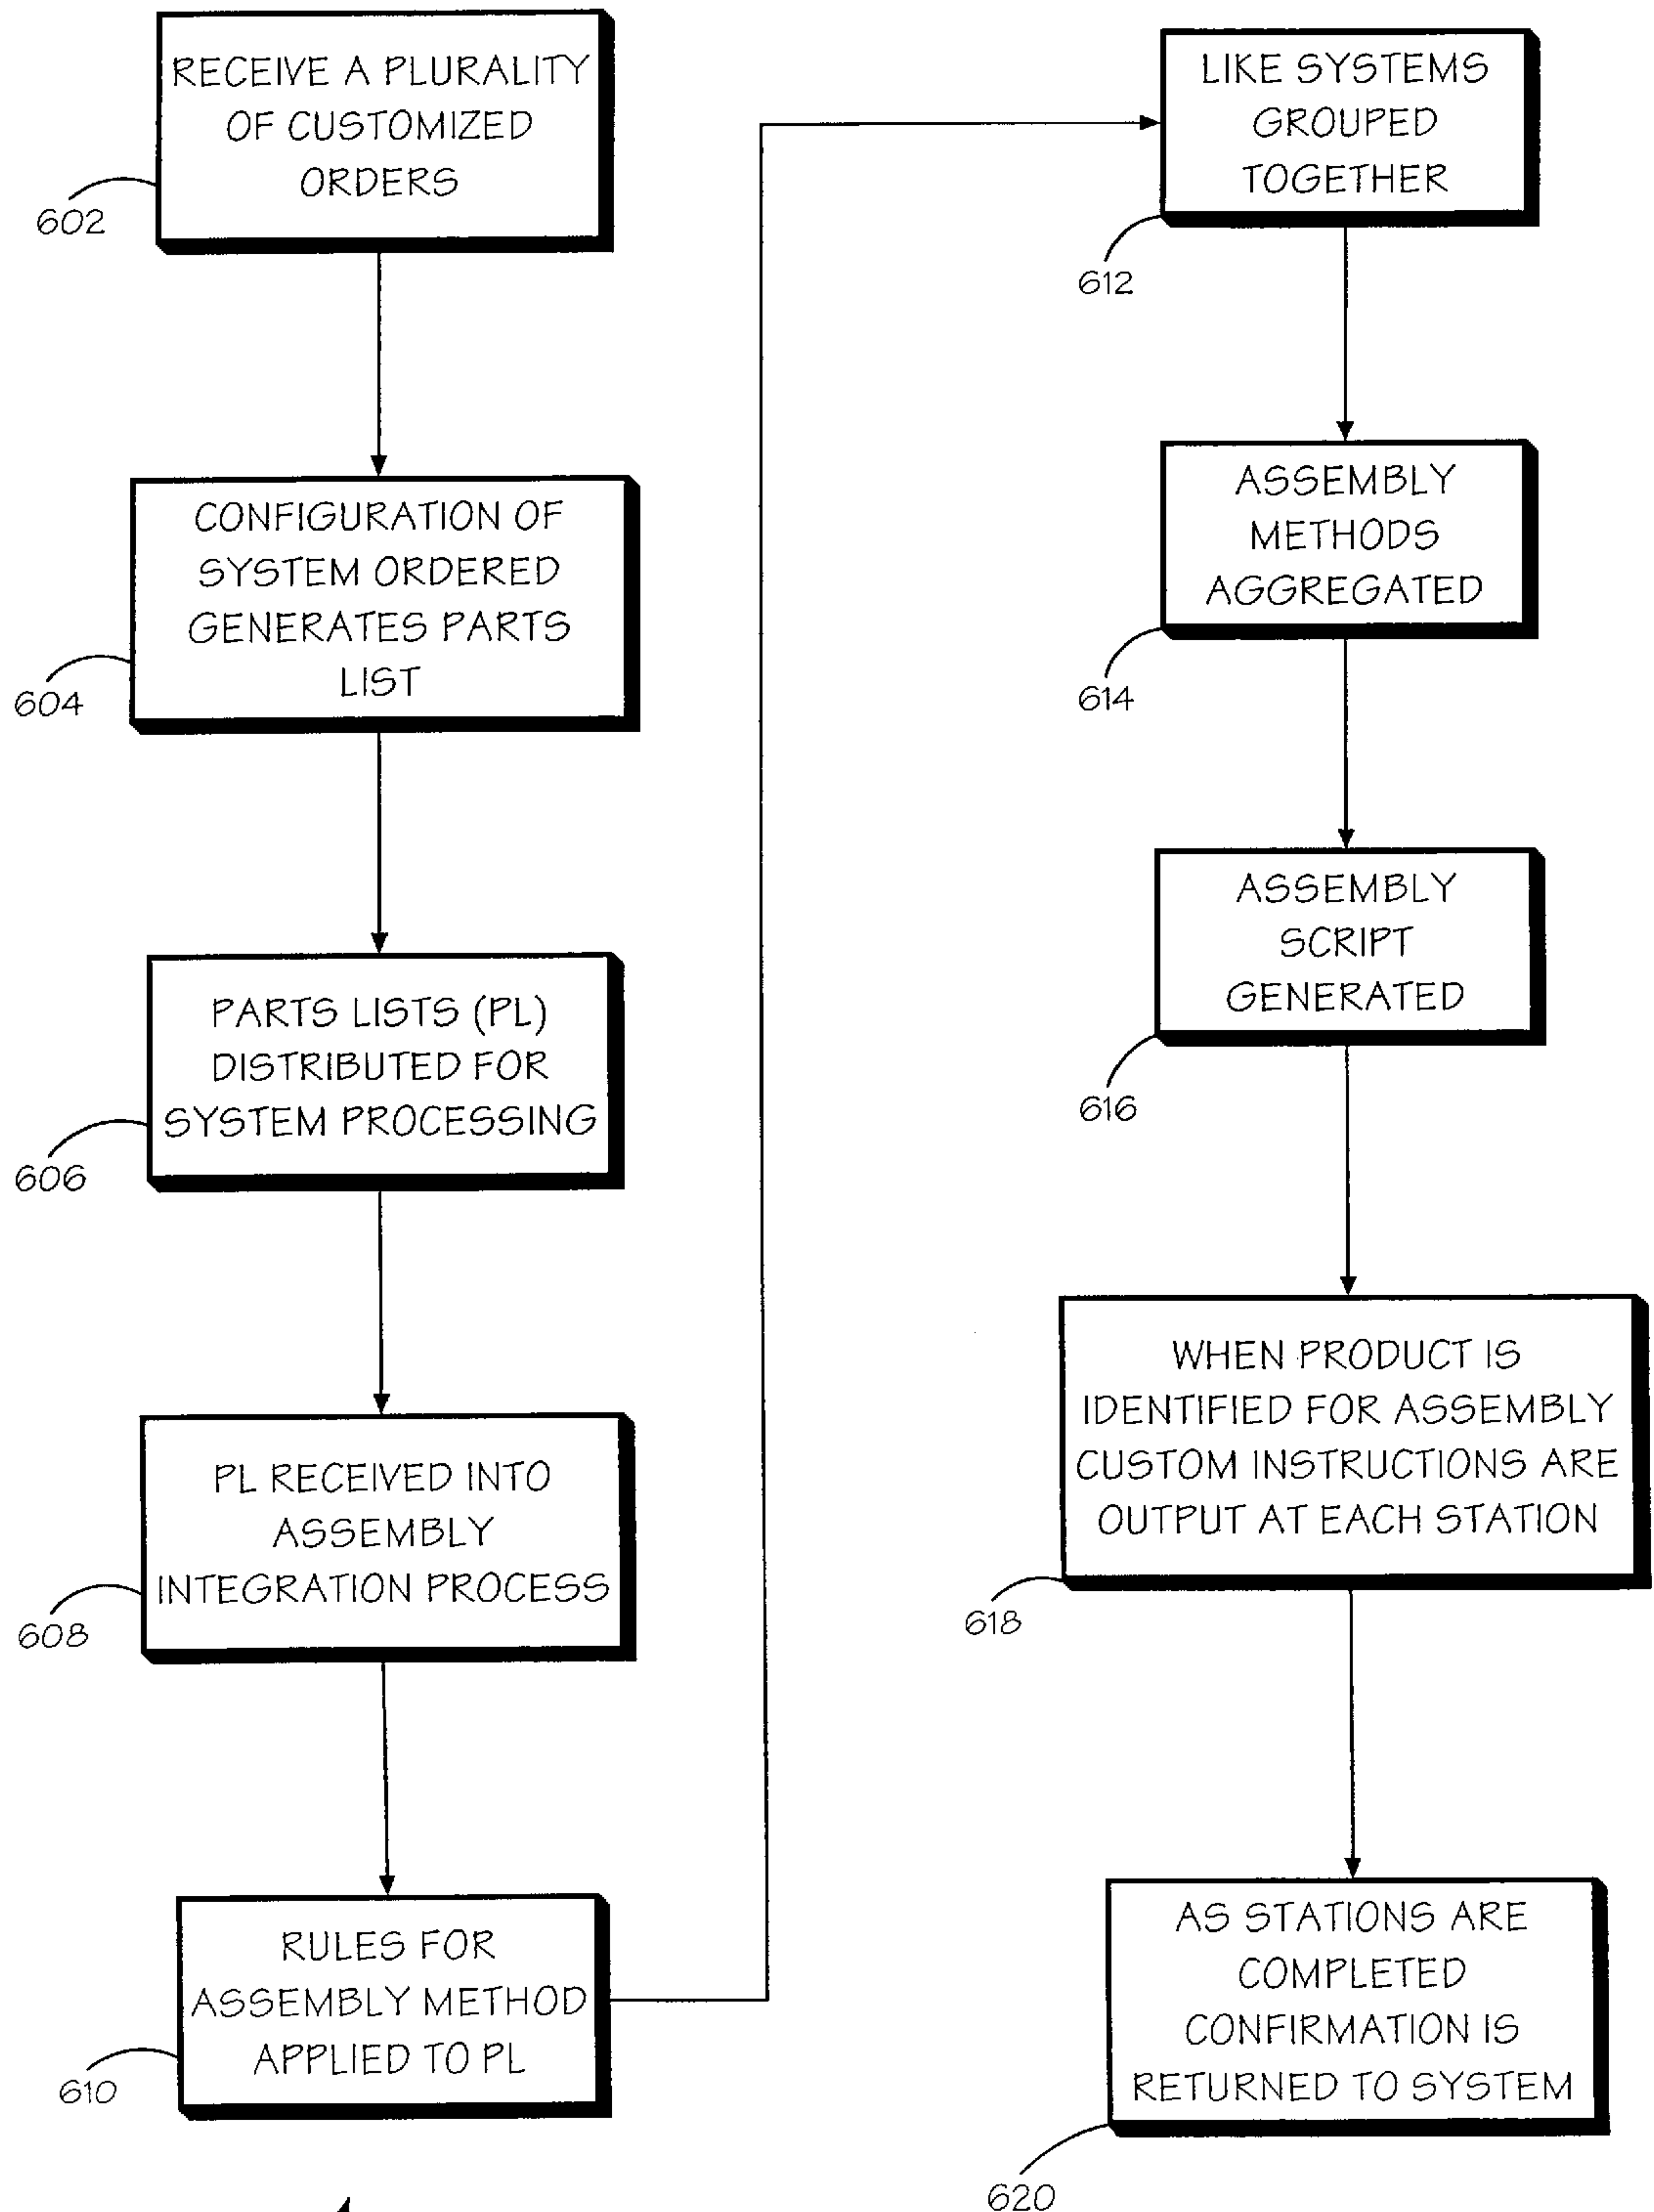 RECEIVE A PLURALITY
OF CUSTOMIZED
ORDERS
602
CONFIGURATION OF
SYSTEM ORDERED
GENERATES PARTS
LIST
604
PARTS LISTS (PL)
DISTRIBUTED FOR
SYSTEM PROCESSING
606
PL RECEIVED INTO
ASSEMBLY
INTEGRATION PROCESS
608
RULES FOR
ASSEMBLY METHOD
APPLIED TO PL
610
LIKE SYSTEMS
GROUPED
TOGETHER
612
ASSEMBLY
METHODS
AGGREGATED
614
ASSEMBLY
SCRIPT
GENERATED
616
WHEN PRODUCT IS
IDENTIFIED FOR ASSEMBLY
CUSTOM INSTRUCTIONS ARE
OUTPUT AT EACH STATION
618
AS STATIONS ARE
COMPLETED
CONFIRMATION IS
RETURNED TO SYSTEM
620